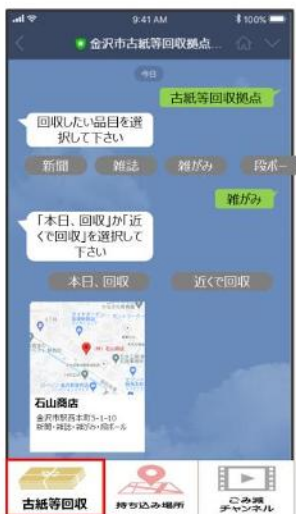 9:41 AM
100%
金沢市古紙等回収拠点...
今日
古紙等回収拠点
回収したい品目を選
択して下さい
新聞
雑誌
雑がみ
段ボー
雑がみ
「本日、回収」か「近
くで回収」を選択して
下さい
本日、回収
近くで回収
石山商店
金沢市駅西本町5-1-10
新聞・雑誌・雑がみ・段ボール
古紙等回収
持ち込み場所
ごみ減
チャンネル